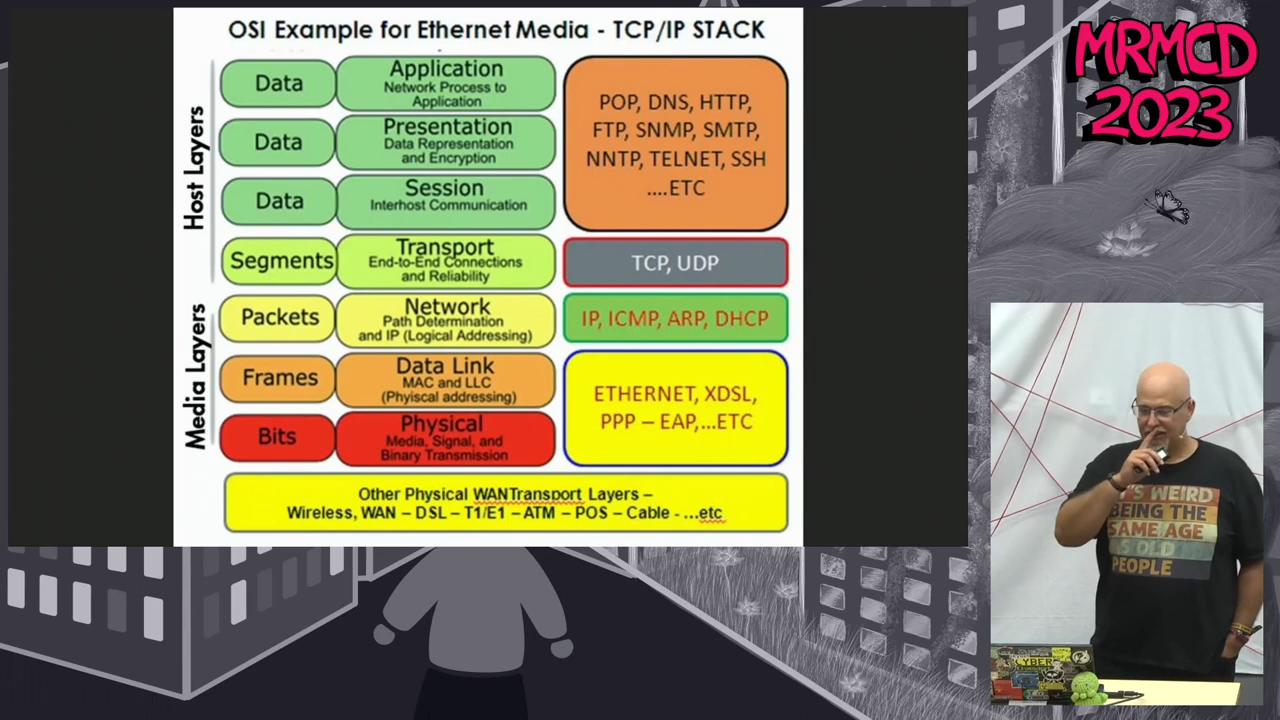 OSI Example for Ethernet Media - TCP/IP STACK
Host Layers
Data
Application
Network Process to
Application
Data
Presentation
Data Representation
and Encryption
Data
Session
Interhost Communication
POP, DNS, HTTP,
FTP, SNMP, SMTP,
NNTP, TELNET, SSH
....ETC
Segments
Transport
End-to-End Connections
and Reliability
TCP, UDP
Media Layers
Packets
Network
Path Determination
and IP (Logical Addressing)
IP, ICMP, ARP, DHCP
Frames
Data Link
MAC and LLC
(Phyiscal addressing)
Bits
Physical
Media, Signal, and
Binary Transmission
ETHERNET, XDSL,
PPP – EAP,...ETC
Other Physical WANTransport Layers –
Wireless, WAN – DSL – T1/E1 – ATM – POS – Cable - ...etc
MRMCD
2023
IT'S WEIRD
BEING THE
SAME AGE
AS OLD
PEOPLE
CYBER